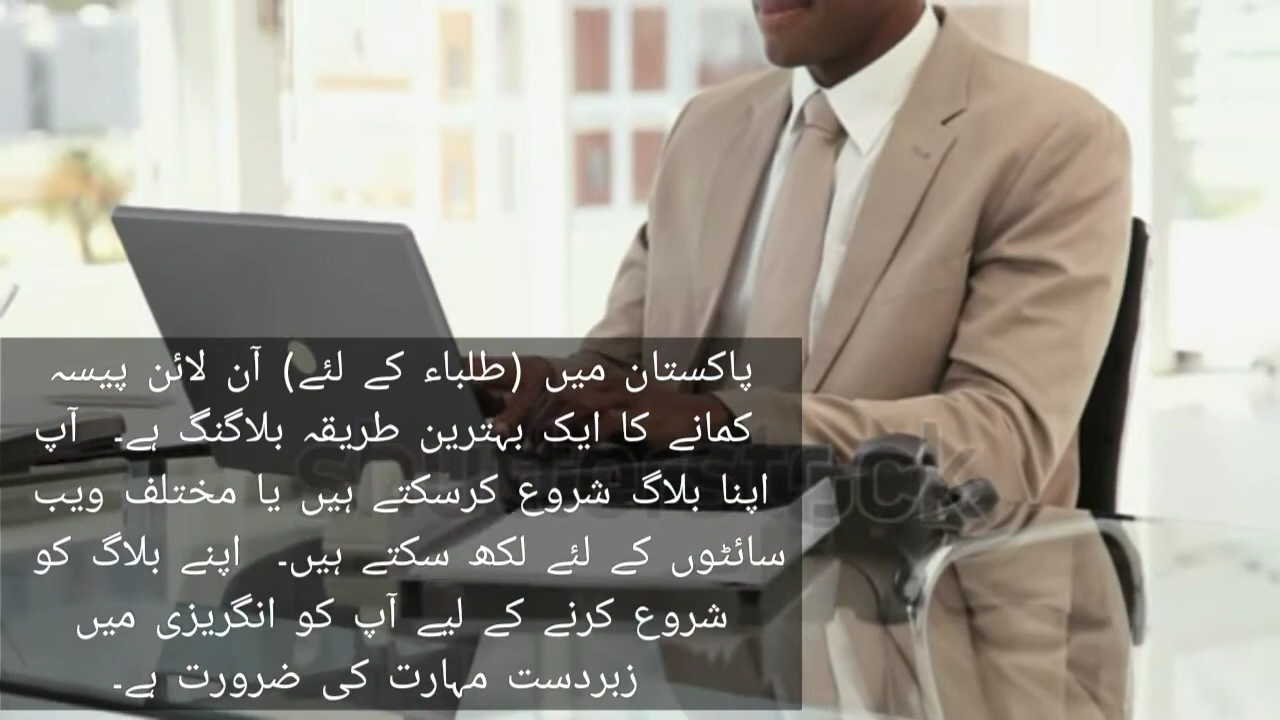 پاکستان میں (طلباء کے لئے) آن لائن پیسہ
کمانے کا ایک بہترین طریقہ بلاگنگ ہے۔ آپ
اپنا بلاگ شروع کرسکتے ہیں یا مختلف ویب
سائٹوں کے لئے لکھ سکتے ہیں۔ اپنے بلاگ کو
شروع کرنے کے لیے آپ کو انگریزی میں
زبردست مہارت کی ضرورت ہے۔
shutterstock